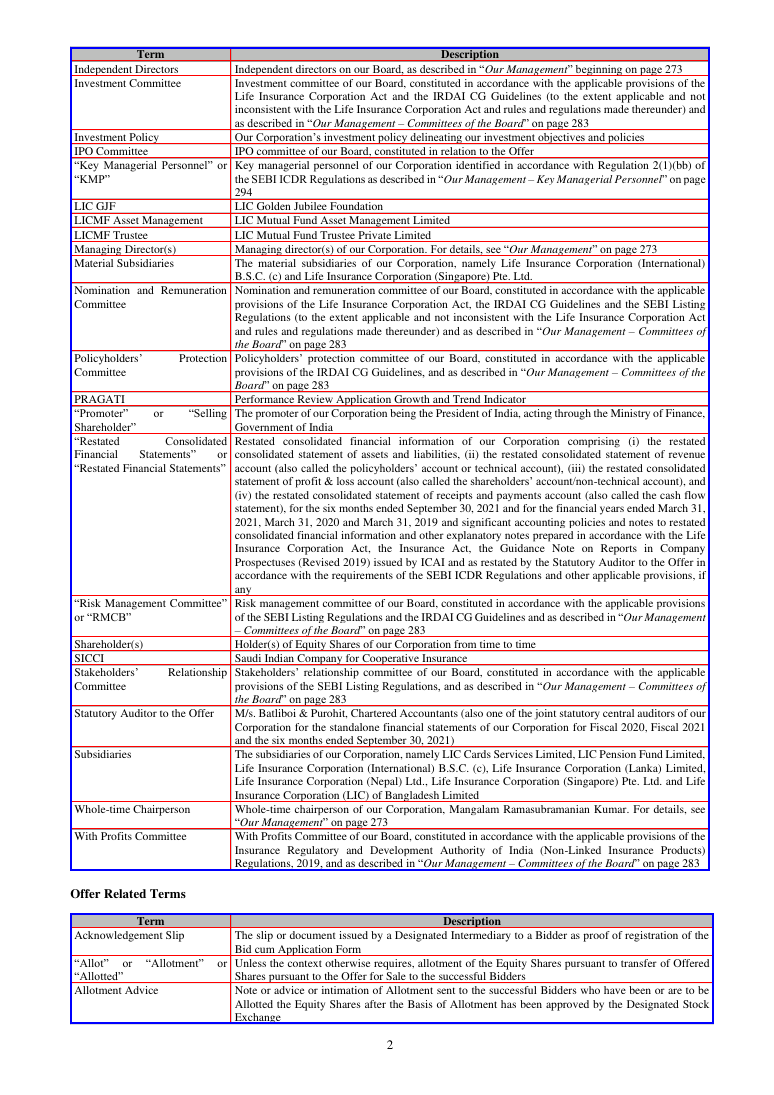 Term Description
Independent Directors Independent directors on our Board, as described in “Our Management” beginning on page 273
Investment Committee Investment committee of our Board, constituted in accordance with the applicable provisions of the
Life Insurance Corporation Act and the IRDAI CG Guidelines (to the extent applicable and not
inconsistent with the Life Insurance Corporation Act and rules and regulations made thereunder) and
as described in “Our Management – Committees of the Board” on page 283
Investment Policy Our Corporation’s investment policy delineating our investment objectives and policies
IPO Committee IPO committee of our Board, constituted in relation to the Offer
“Key Managerial Personnel” or Key managerial personnel of our Corporation identified in accordance with Regulation 2(1)(bb) of
“KMP” the SEBI ICDR Regulations as described in “Our Management – Key Managerial Personnel” on page
294
LIC GJF LIC Golden Jubilee Foundation
LICMF Asset Management LIC Mutual Fund Asset Management Limited
LICMF Trustee LIC Mutual Fund Trustee Private Limited
Managing Director(s) Managing director(s) of our Corporation. For details, see “Our Management” on page 273
Material Subsidiaries The material subsidiaries of our Corporation, namely Life Insurance Corporation (International)
B.S.C. (c) and Life Insurance Corporation (Singapore) Pte. Ltd.
Nomination and Remuneration Nomination and remuneration committee of our Board, constituted in accordance with the applicable
Committee provisions of the Life Insurance Corporation Act, the IRDAI CG Guidelines and the SEBI Listing
Regulations (to the extent applicable and not inconsistent with the Life Insurance Corporation Act
and rules and regulations made thereunder) and as described in “Our Management – Committees of
the Board” on page 283
Policyholders’ Protection Policyholders’ protection committee of our Board, constituted in accordance with the applicable
Committee provisions of the IRDAI CG Guidelines, and as described in “Our Management – Committees of the
Board” on page 283
PRAGATI Performance Review Application Growth and Trend Indicator
“Promoter” or “Selling The promoter of our Corporation being the President of India, acting through the Ministry of Finance,
Shareholder” Government of India
“Restated Consolidated Restated consolidated financial information of our Corporation comprising (i) the restated
Financial Statements” or consolidated statement of assets and liabilities, (ii) the restated consolidated statement of revenue
“Restated Financial Statements” account (also called the policyholders’ account or technical account), (iii) the restated consolidated
statement of profit & loss account (also called the shareholders’ account/non-technical account), and
(iv) the restated consolidated statement of receipts and payments account (also called the cash flow
statement), for the six months ended September 30, 2021 and for the financial years ended March 31,
2021, March 31, 2020 and March 31, 2019 and significant accounting policies and notes to restated
consolidated financial information and other explanatory notes prepared in accordance with the Life
Insurance Corporation Act, the Insurance Act, the Guidance Note on Reports in Company
Prospectuses (Revised 2019) issued by ICAI and as restated by the Statutory Auditor to the Offer in
accordance with the requirements of the SEBI ICDR Regulations and other applicable provisions, if
any
“Risk Management Committee” Risk management committee of our Board, constituted in accordance with the applicable provisions
or “RMCB” of the SEBI Listing Regulations and the IRDAI CG Guidelines and as described in “Our Management
– Committees of the Board” on page 283
Shareholder(s) Holder(s) of Equity Shares of our Corporation from time to time
SICCI Saudi Indian Company for Cooperative Insurance
Stakeholders’ Relationship Stakeholders’ relationship committee of our Board, constituted in accordance with the applicable
Committee provisions of the SEBI Listing Regulations, and as described in “Our Management – Committees of
the Board” on page 283
Statutory Auditor to the Offer M/s. Batliboi & Purohit, Chartered Accountants (also one of the joint statutory central auditors of our
Corporation for the standalone financial statements of our Corporation for Fiscal 2020, Fiscal 2021
and the six months ended September 30, 2021)
Subsidiaries The subsidiaries of our Corporation, namely LIC Cards Services Limited, LIC Pension Fund Limited,
Life Insurance Corporation (International) B.S.C. (c), Life Insurance Corporation (Lanka) Limited,
Life Insurance Corporation (Nepal) Ltd., Life Insurance Corporation (Singapore) Pte. Ltd. and Life
Insurance Corporation (LIC) of Bangladesh Limited
Whole-time Chairperson Whole-time chairperson of our Corporation, Mangalam Ramasubramanian Kumar. For details, see
“Our Management” on page 273
With Profits Committee With Profits Committee of our Board, constituted in accordance with the applicable provisions of the
Insurance Regulatory and Development Authority of India (Non-Linked Insurance Products)
Regulations, 2019, and as described in “Our Management – Committees of the Board” on page 283
Offer Related Terms
Term Description
Acknowledgement Slip The slip or document issued by a Designated Intermediary to a Bidder as proof of registration of the
Bid cum Application Form
“Allot” or “Allotment” or Unless the context otherwise requires, allotment of the Equity Shares pursuant to transfer of Offered
“Allotted” Shares pursuant to the Offer for Sale to the successful Bidders
Allotment Advice Note or advice or intimation of Allotment sent to the successful Bidders who have been or are to be
Allotted the Equity Shares after the Basis of Allotment has been approved by the Designated Stock
Exchange
2